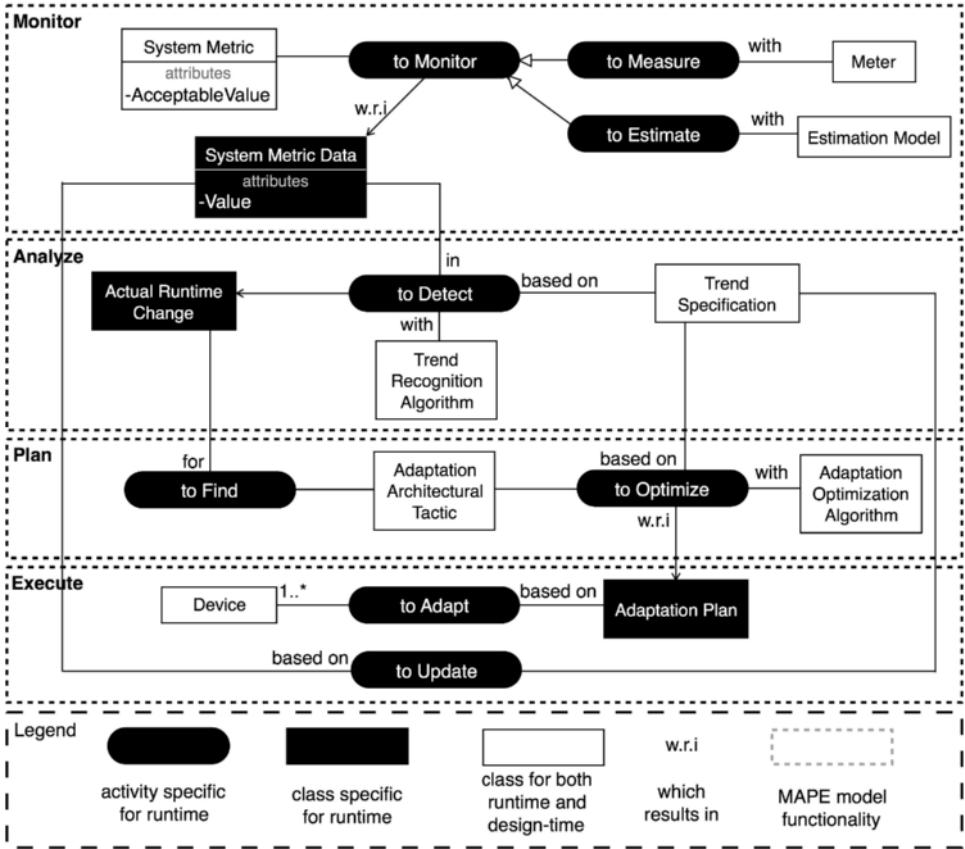 Monitor
System Metric
attributes
-AcceptableValue
to Monitor
to Measure
with
Meter
w.r.i
to Estimate
with
Estimation Model
System Metric Data
attributes
-Value
Analyze
in
Actual Runtime
Change
to Detect
based on
Trend
Specification
with
Trend
Recognition
Algorithm
Plan
for
to Find
Adaptation
Architectural
Tactic
based on
to Optimize
with
Adaptation
Optimization
Algorithm
w.r.i
Execute
Device
1..*
to Adapt
based on
Adaptation Plan
based on
to Update
Legend
activity specific
for runtime
class specific
for runtime
class for both
runtime and
design-time
w.r.i
which
results in
MAPE model
functionality